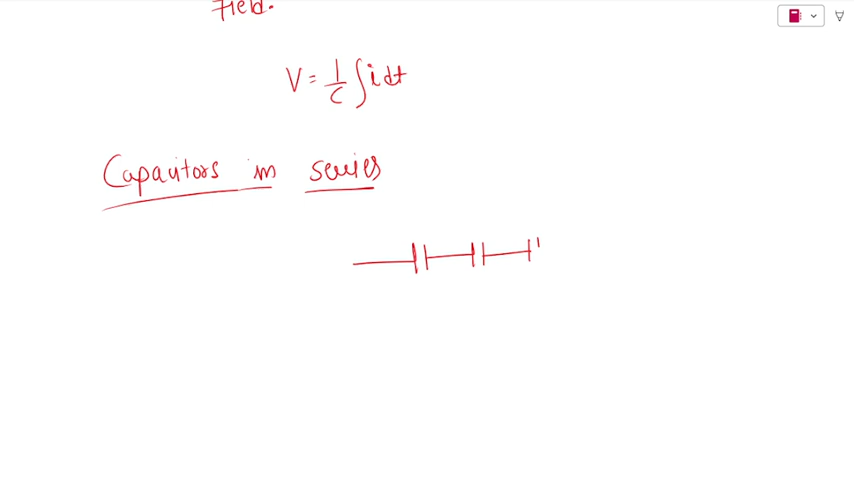 Field.
V = 1/C ∫ i dt
Capacitors in series